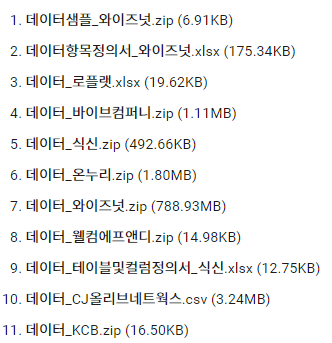 1. 데이터샘플_와이즈넛.zip (6.91KB)
2. 데이터항목정의서_와이즈넛.xlsx (175.34KB)
3. 데이터_로플랫.xlsx (19.62KB)
4. 데이터_바이브컴퍼니.zip (1.11MB)
5. 데이터_식신.zip (492.66KB)
6. 데이터_온누리.zip (1.80MB)
7. 데이터_와이즈넛.zip (788.93MB)
8. 데이터_웰컴에프앤디.zip (14.98KB)
9. 데이터_테이블및컬럼정의서_식신.xlsx (12.75KB)
10. 데이터_CJ올리브네트웍스.csv (3.24MB)
11. 데이터_KCB.zip (16.50KB)